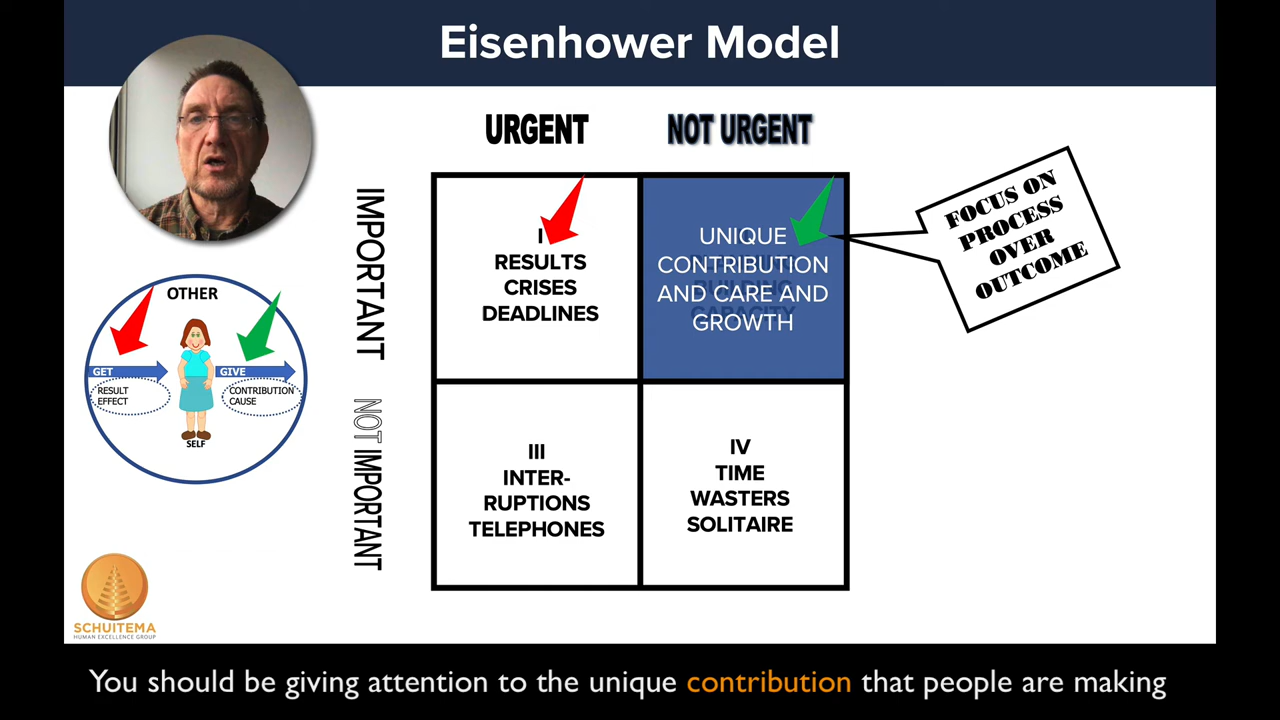 Eisenhower Model
URGENT
NOT URGENT
IMPORTANT
NOT IMPORTANT
I
RESULTS
CRISES
DEADLINES
UNIQUE
CONTRIBUTION
AND CARE AND
GROWTH
BUILDING
CAPACITY
FOCUS ON
PROCESS
OVER
OUTCOME
III
INTER-
RUPTIONS
TELEPHONES
IV
TIME
WASTERS
SOLITAIRE
OTHER
GET
RESULT
EFFECT
GIVE
CONTRIBUTION
CAUSE
SELF
SCHUITEMA
HUMAN EXCELLENCE GROUP
You should be giving attention to the unique contribution that people are making